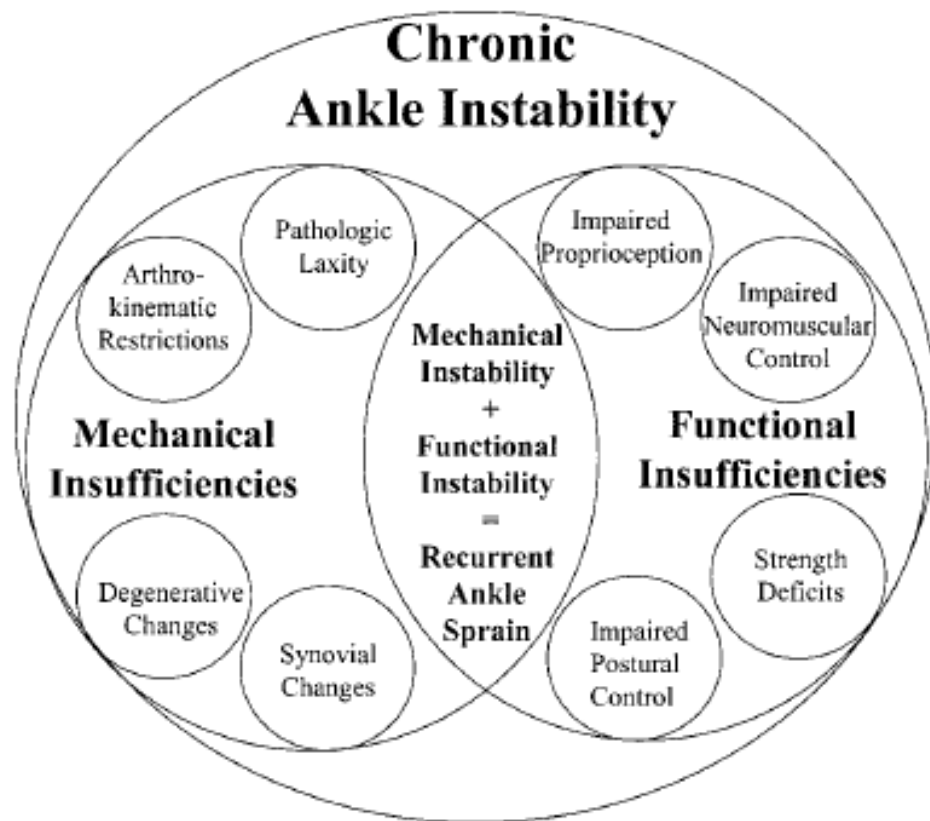 Chronic
Ankle Instability
Pathologic
Laxity
Arthro-
kinematic
Restrictions
Mechanical
Insufficiencies
Degenerative
Changes
Synovial
Changes
Mechanical
Instability
+
Functional
Instability
=
Recurrent
Ankle
Sprain
Impaired
Proprioception
Impaired
Neuromuscular
Control
Functional
Insufficiencies
Strength
Deficits
Impaired
Postural
Control